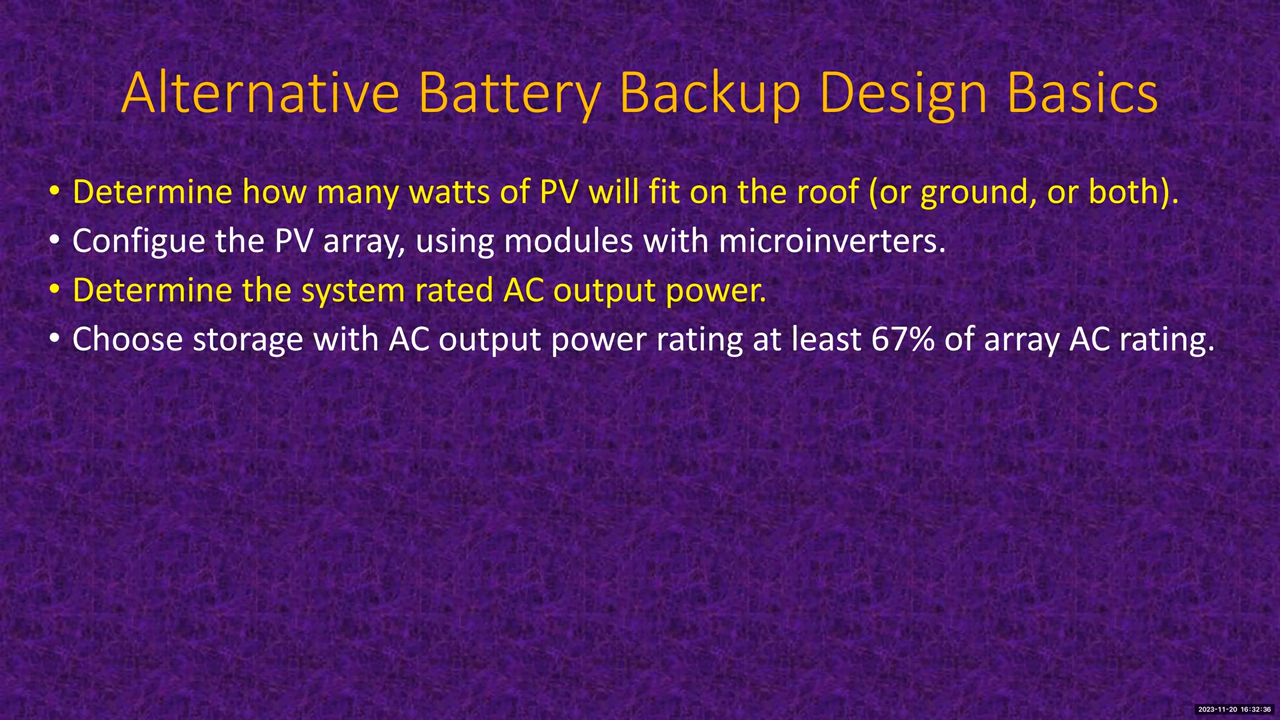 Alternative Battery Backup Design Basics
• Determine how many watts of PV will fit on the roof (or ground, or both).
• Configue the PV array, using modules with microinverters.
• Determine the system rated AC output power.
• Choose storage with AC output power rating at least 67% of array AC rating.
2023-11-20 16:32:36